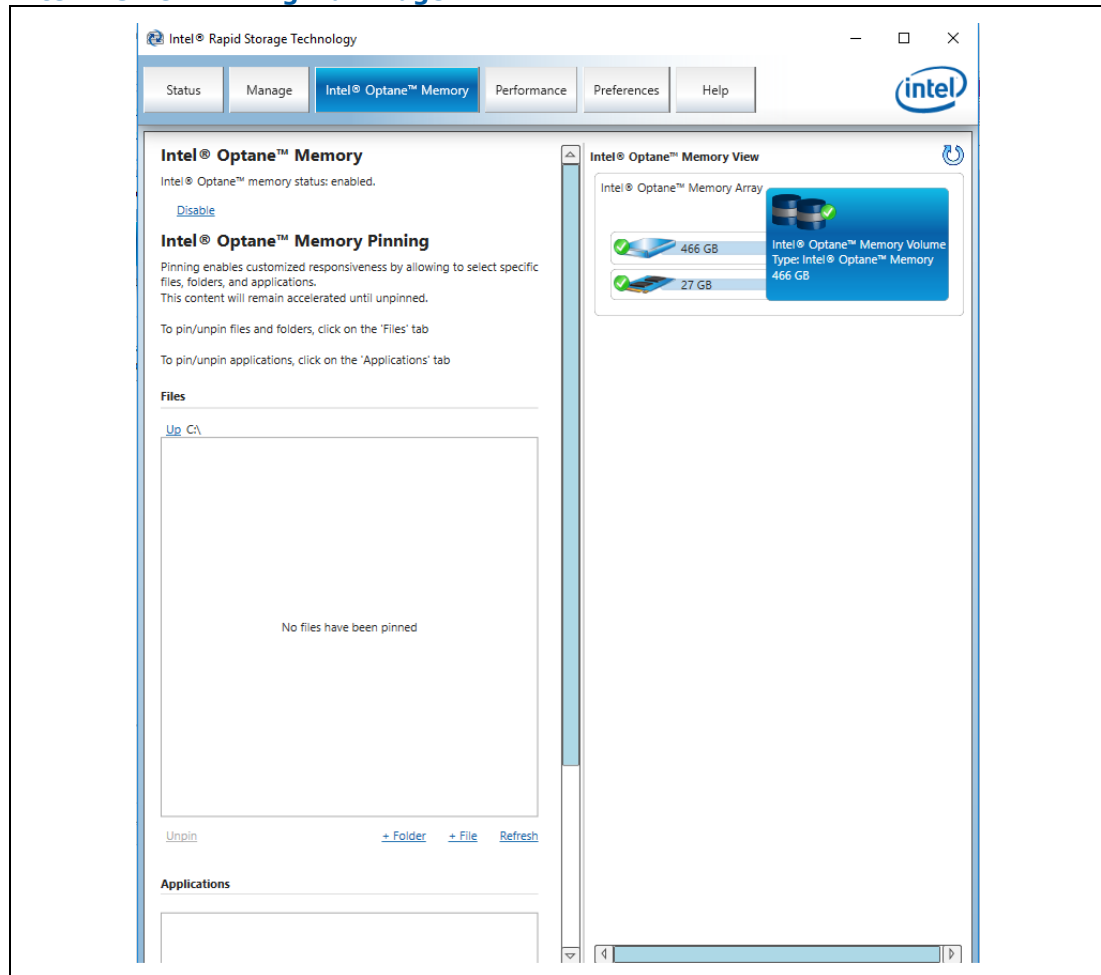 Intel® Rapid Storage Technology
Status
Manage
Intel® Optane™ Memory
Performance
Preferences
Help
intel
Intel® Optane™ Memory
Intel® Optane™ memory status: enabled.
Disable
Intel® Optane™ Memory Pinning
Pinning enables customized responsiveness by allowing to select specific
files, folders, and applications.
This content will remain accelerated until unpinned.
To pin/unpin files and folders, click on the 'Files' tab
To pin/unpin applications, click on the 'Applications' tab
Files
Up C:\
No files have been pinned
Unpin
+ Folder
+ File
Refresh
Applications
Intel® Optane™ Memory View
Intel® Optane™ Memory Array
466 GB
27 GB
Intel® Optane™ Memory Volume
Type: Intel® Optane™ Memory
466 GB